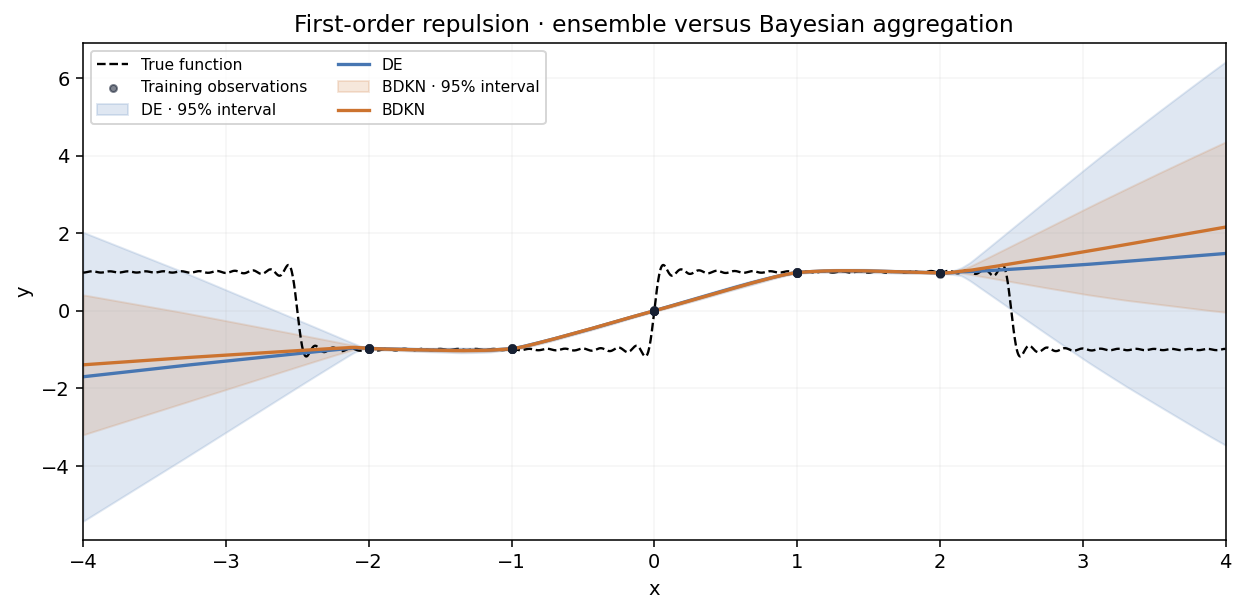 First-order repulsion · ensemble versus Bayesian aggregation
True function
Training observations
DE · 95% interval
DE
BDKN · 95% interval
BDKN
y
6
4
2
0
−2
−4
−4
−3
−2
−1
0
1
2
3
4
x